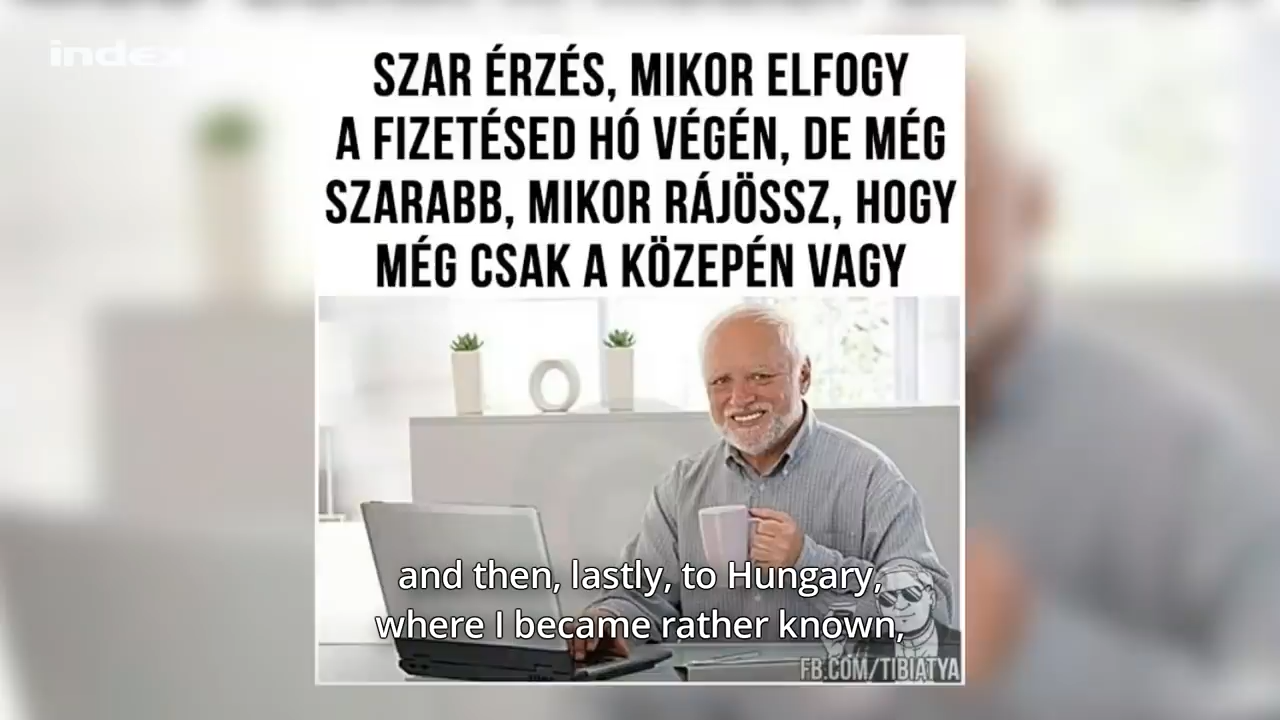 index
SZAR ÉRZÉS, MIKOR ELFOGY
A FIZETÉSED HÓ VÉGÉN, DE MÉG
SZARABB, MIKOR RÁJÖSSZ, HOGY
MÉG CSAK A KÖZEPÉN VAGY
and then, lastly, to Hungary,
where I became rather known,
FB.COM/TIBIATYA